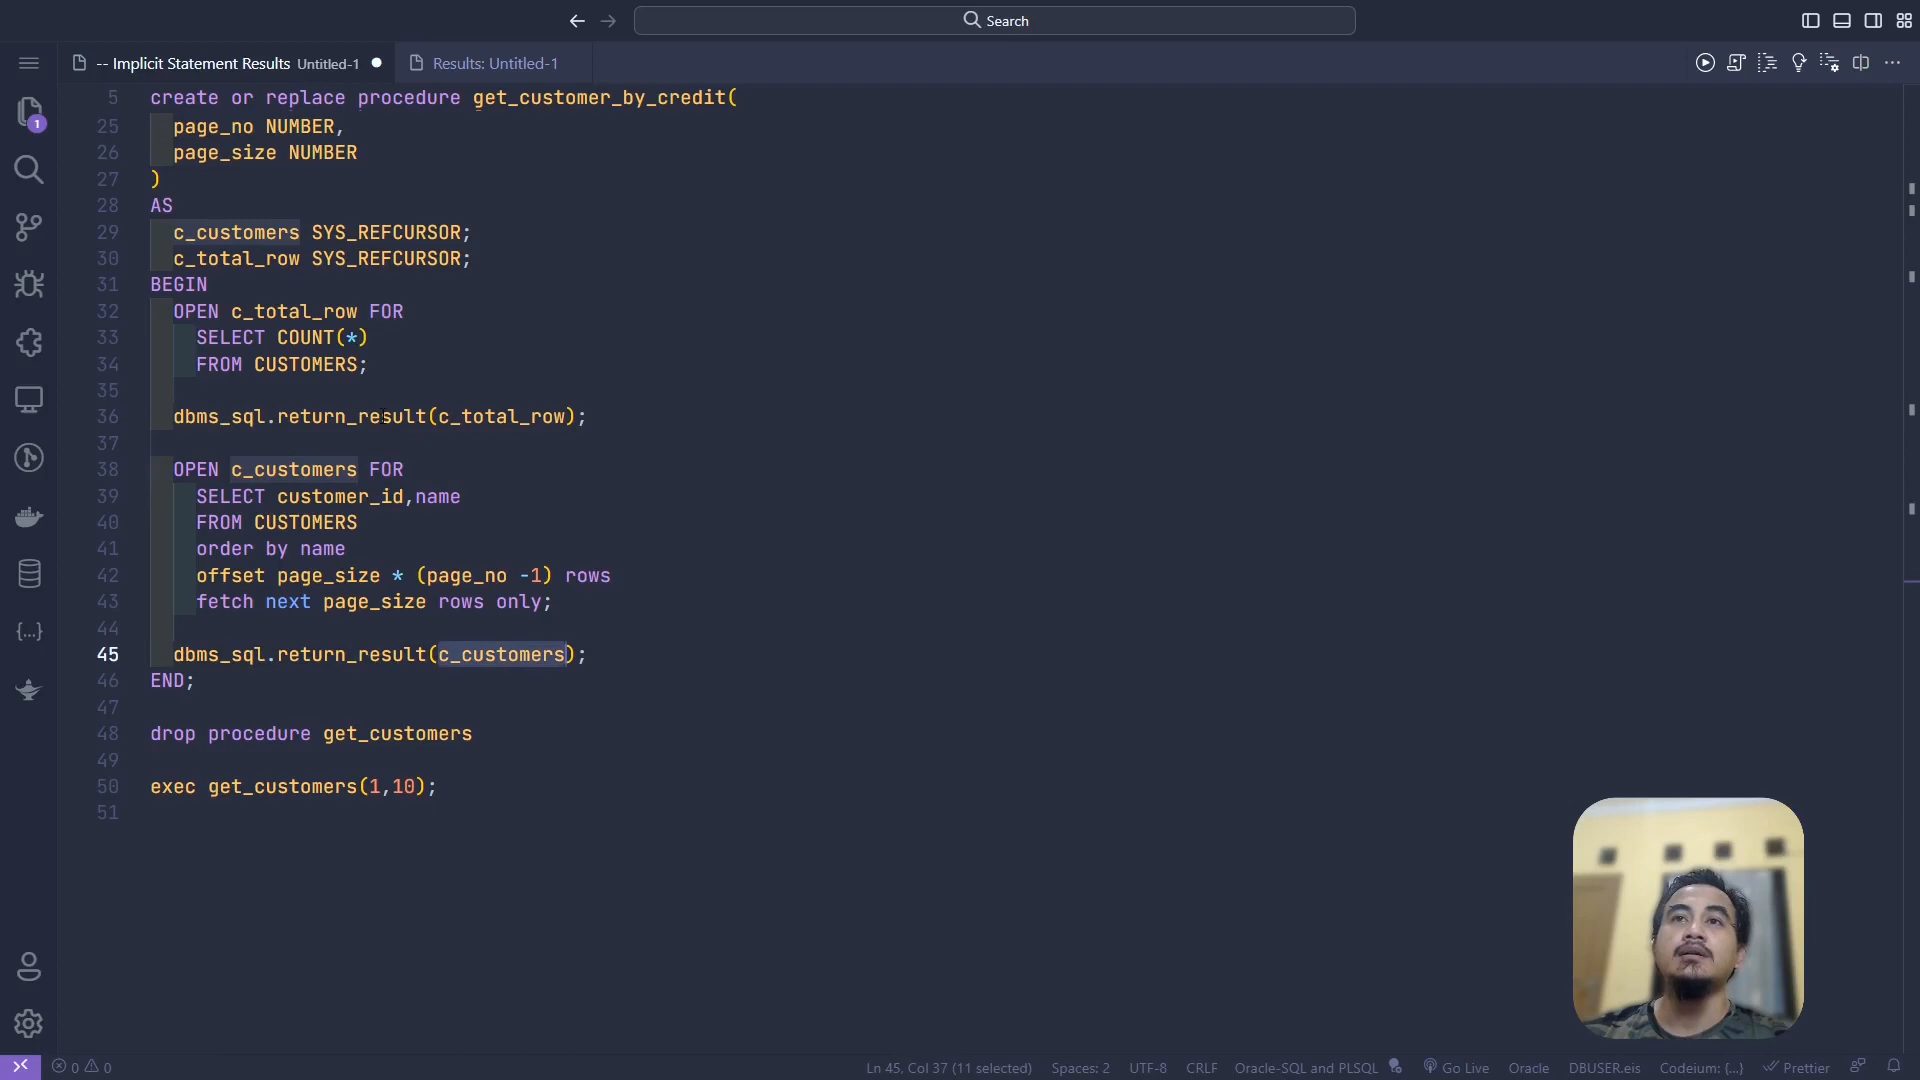 Search
-- Implicit Statement Results Untitled-1
Results: Untitled-1
5 create or replace procedure get_customer_by_credit(
25 page_no NUMBER,
26 page_size NUMBER
27 )
28 AS
29 c_customers SYS_REFCURSOR;
30 c_total_row SYS_REFCURSOR;
31 BEGIN
32 OPEN c_total_row FOR
33 SELECT COUNT(*)
34 FROM CUSTOMERS;
35
36 dbms_sql.return_result(c_total_row);
37
38 OPEN c_customers FOR
39 SELECT customer_id,name
40 FROM CUSTOMERS
41 order by name
42 offset page_size * (page_no -1) rows
43 fetch next page_size rows only;
44
45 dbms_sql.return_result(c_customers);
46 END;
47
48 drop procedure get_customers
49
50 exec get_customers(1,10);
51
1
0 0 Ln 45, Col 37 (11 selected) Spaces: 2 UTF-8 CRLF Oracle-SQL and PLSQL Go Live Oracle DBUSER.eis Codeium: {...} Prettier